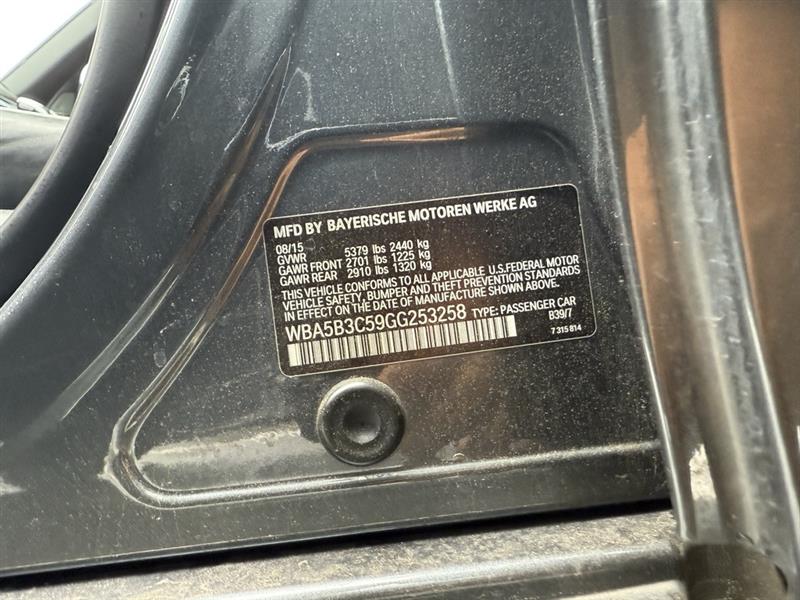 MFD BY BAYERISCHE MOTOREN WERKE AG
08/15
GVWR 5379 lbs 2440 kg
GAWR FRONT 2701 lbs 1225 kg
GAWR REAR 2910 lbs 1320 kg
THIS VEHICLE CONFORMS TO ALL APPLICABLE U.S.FEDERAL MOTOR
VEHICLE SAFETY, BUMPER AND THEFT PREVENTION STANDARDS
IN EFFECT ON THE DATE OF MANUFACTURE SHOWN ABOVE.
WBA5B3C59GG253258 TYPE: PASSENGER CAR
B39/7
7 315 814